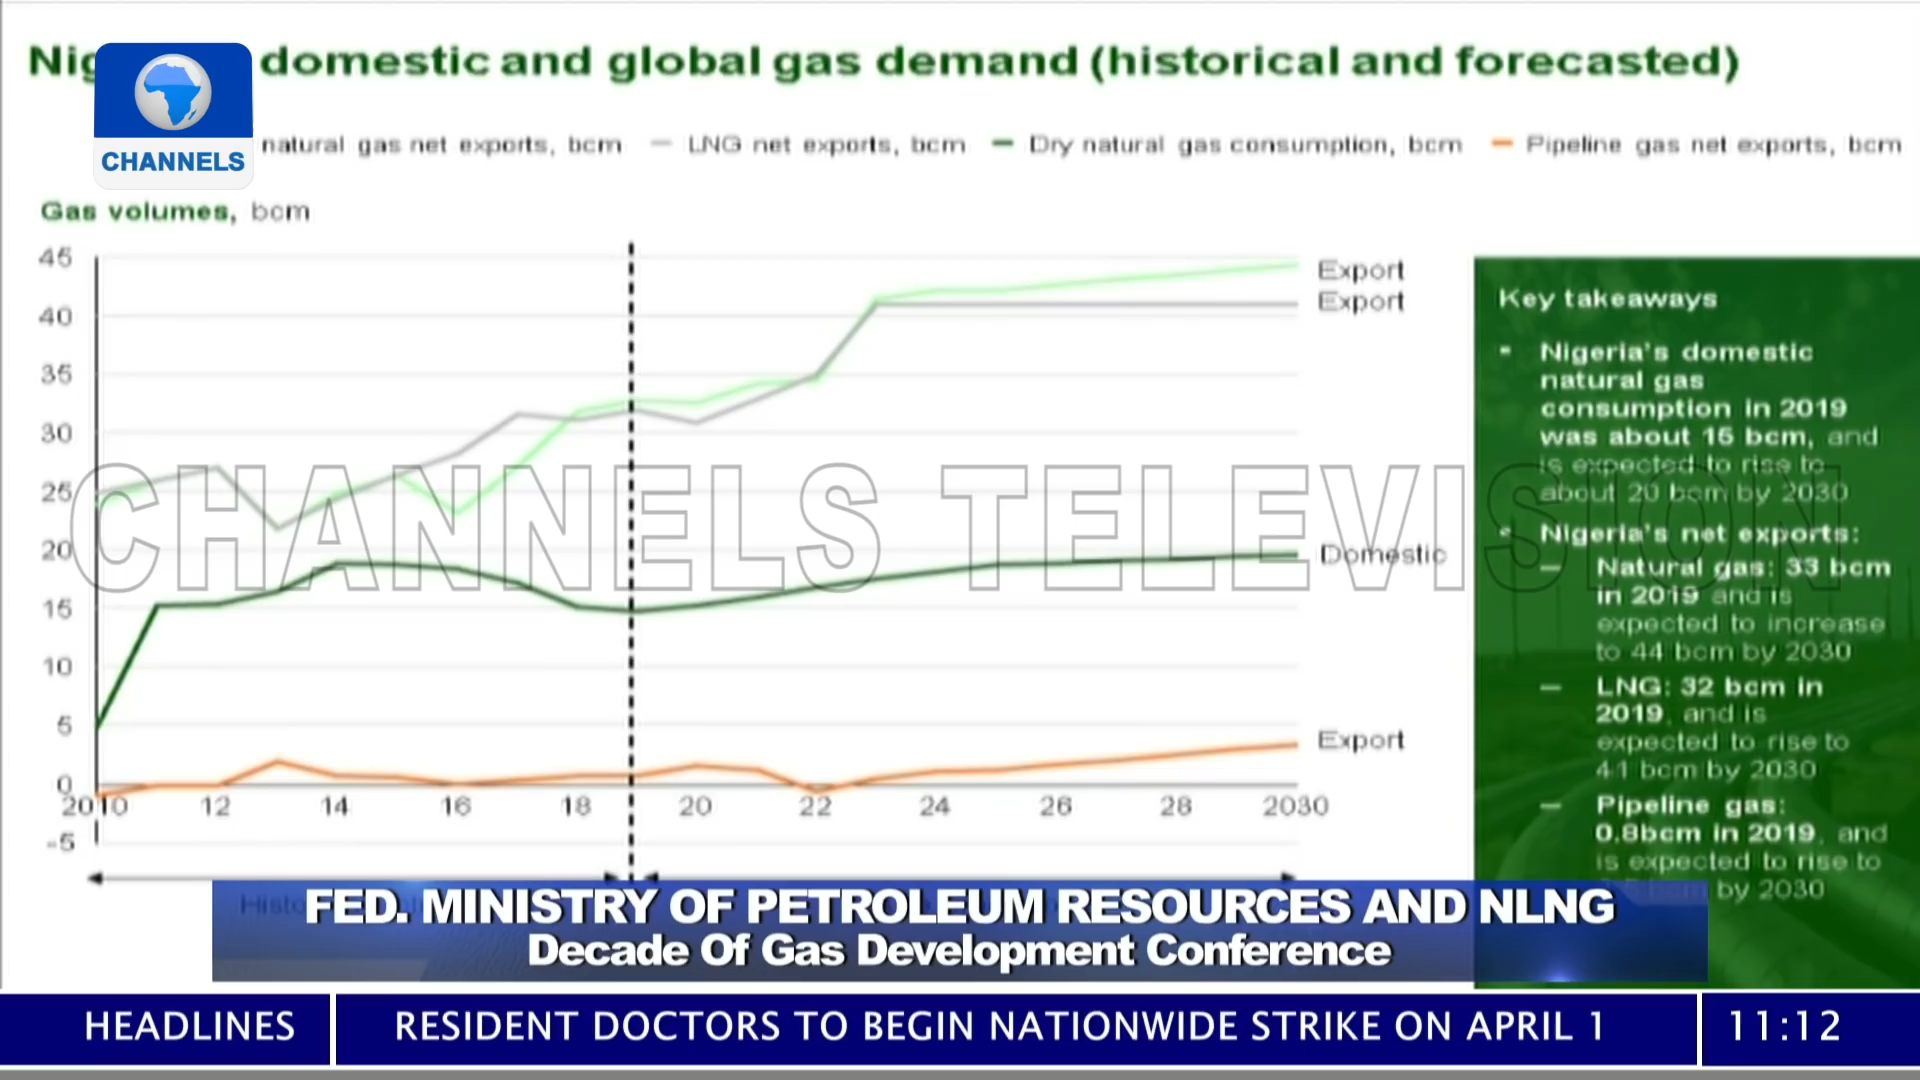 domestic and global gas demand (historical and forecasted)
CHANNELS
natural gas net exports, bcm
LNG net exports, bcm
Dry natural gas consumption, bcm
Pipeline gas net exports, bcm
Gas volumes, bcm
45
40
35
30
25
20
15
10
5
0
-5
2010 12 14 16 18 20 22 24 26 28 2030
Export
Export
Domestic
Export
Key takeaways
Nigeria's domestic
natural gas
consumption in 2019
was about 15 bcm, and
is expected to rise to
about 20 bcm by 2030
Nigeria's net exports:
– Natural gas: 33 bcm
in 2019 and is
expected to increase
to 44 bcm by 2030
– LNG: 32 bcm in
2019, and is
expected to rise to
41 bcm by 2030
– Pipeline gas:
0.8bcm in 2019, and
is expected to rise to
by 2030
CHANNELS TELEVISION
FED. MINISTRY OF PETROLEUM RESOURCES AND NLNG
Decade Of Gas Development Conference
HEADLINES
RESIDENT DOCTORS TO BEGIN NATIONWIDE STRIKE ON APRIL 1
11:12